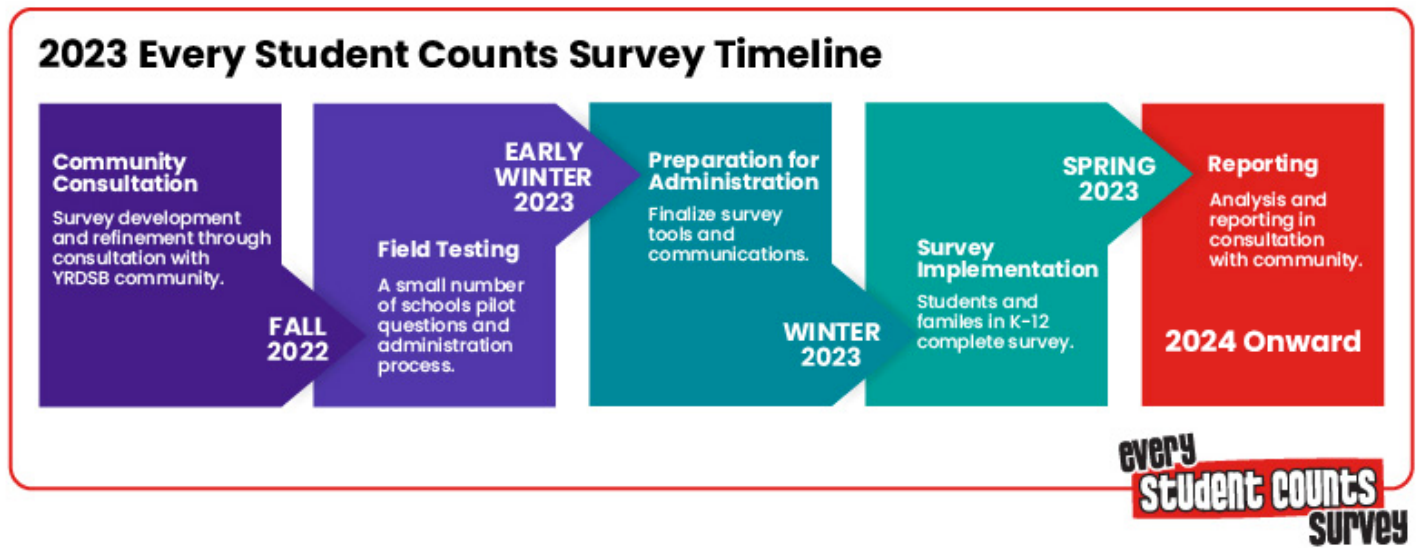 2023 Every Student Counts Survey Timeline
Community
Consultation
Survey development
and refinement through
consultation with
YRDSB community.
FALL
2022
EARLY
WINTER
2023
Field Testing
A small number
of schools pilot
questions and
administration
process.
Preparation for
Administration
Finalize survey
tools and
communications.
WINTER
2023
SPRING
2023
Survey
Implementation
Students and
familes in K-12
complete survey.
Reporting
Analysis and
reporting in
consultation
with community.
2024 Onward
every
student counts
survey